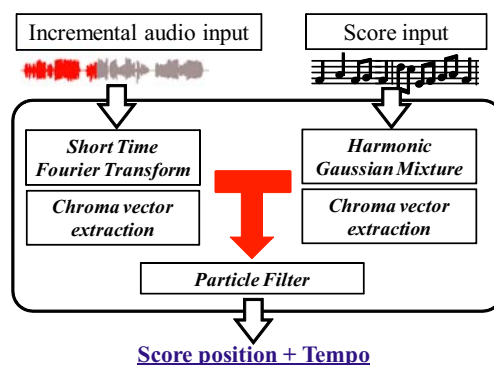 Incremental audio input
Score input
Short Time
Fourier Transform
Chroma vector
extraction
Harmonic
Gaussian Mixture
Chroma vector
extraction
Particle Filter
Score position + Tempo